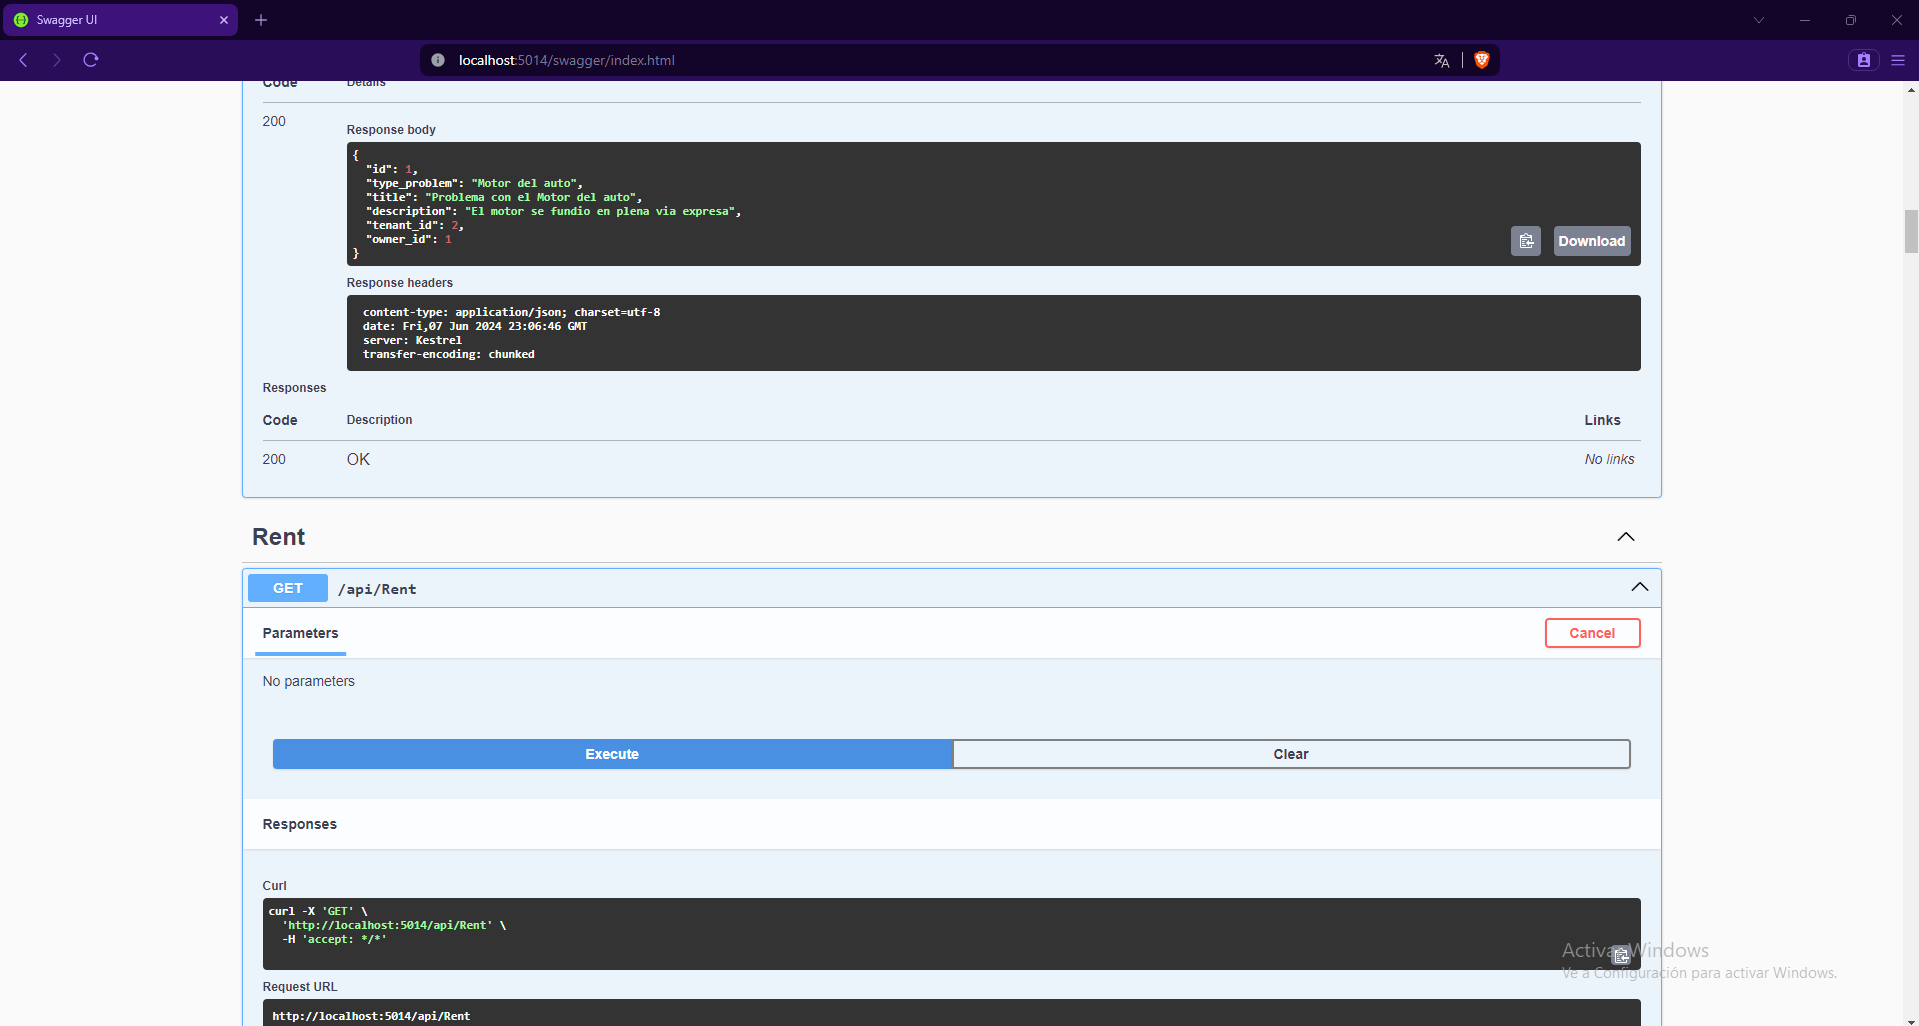 Swagger UI
localhost:5014/swagger/index.html
Code Details
200
Response body
{
"id": 1,
"type_problem": "Motor del auto",
"title": "Problema con el Motor del auto",
"description": "El motor se fundio en plena via expresa",
"tenant_id": 2,
"owner_id": 1
}
Download
Response headers
content-type: application/json; charset=utf-8
date: Fri,07 Jun 2024 23:06:46 GMT
server: Kestrel
transfer-encoding: chunked
Responses
Code Description Links
200 OK No links
Rent
GET /api/Rent
Parameters Cancel
No parameters
Execute Clear
Responses
Curl
curl -X 'GET' \
'http://localhost:5014/api/Rent' \
-H 'accept: */*'
Activar Windows
Ve a Configuración para activar Windows.
Request URL
http://localhost:5014/api/Rent